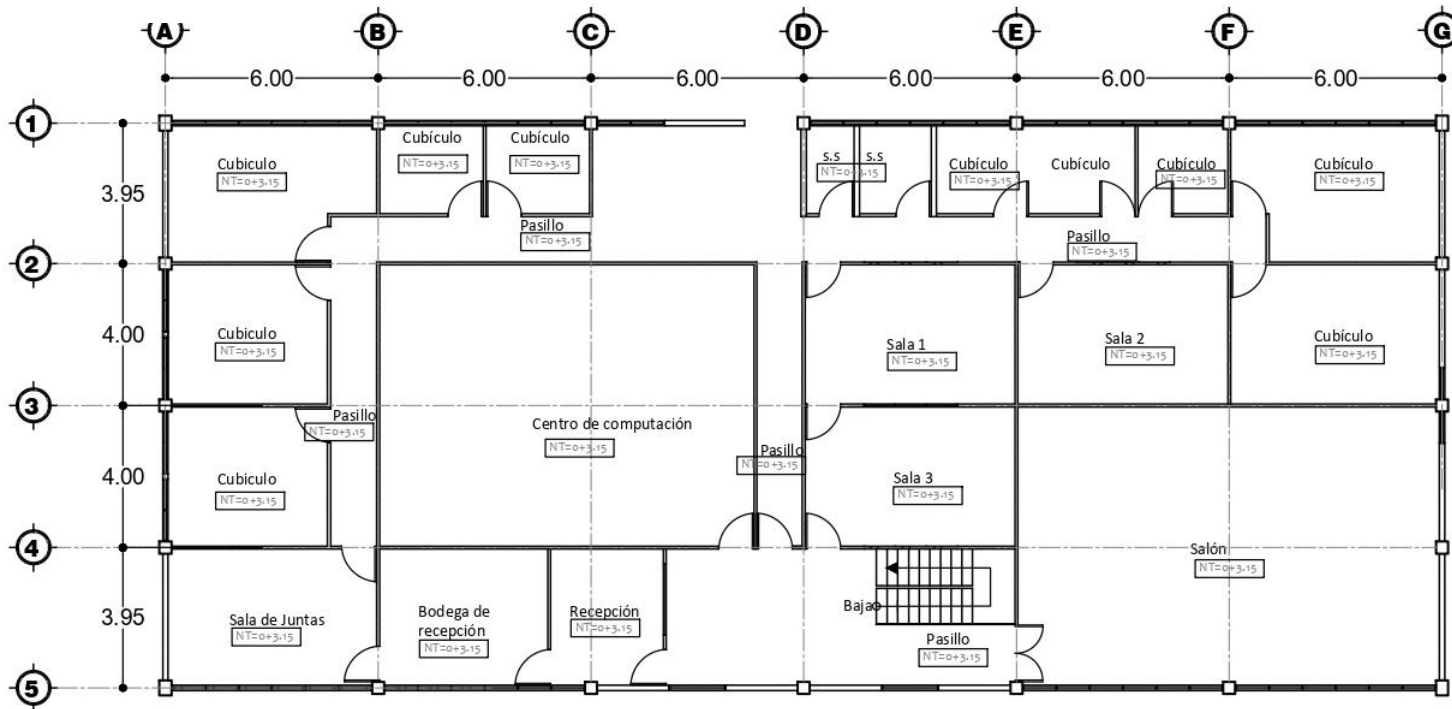 A B C D E F G
6.00 6.00 6.00 6.00 6.00 6.00
1
Cubiculo
NT=0+3.15
Cubículo
NT=0+3.15
Cubículo
NT=0+3.15
s.s s.s
NT=0+3.15
Cubículo
NT=0+3.15
Cubículo
Cubículo
NT=0+3.15
Cubículo
NT=0+3.15
3.95
Pasillo
NT=0+3.15
Pasillo
NT=0+3.15
2
4.00
Cubiculo
NT=0+3.15
Sala 1
NT=0+3.15
Sala 2
NT=0+3.15
Cubículo
NT=0+3.15
3
Pasillo
NT=0+3.15
Centro de computación
NT=0+3.15
Pasillo
NT=0+3.15
4.00
Cubiculo
NT=0+3.15
Sala 3
NT=0+3.15
4
Salón
NT=0+3.15
3.95
Sala de Juntas
NT=0+3.15
Bodega de
recepción
NT=0+3.15
Recepción
NT=0+3.15
Baja
Pasillo
NT=0+3.15
5